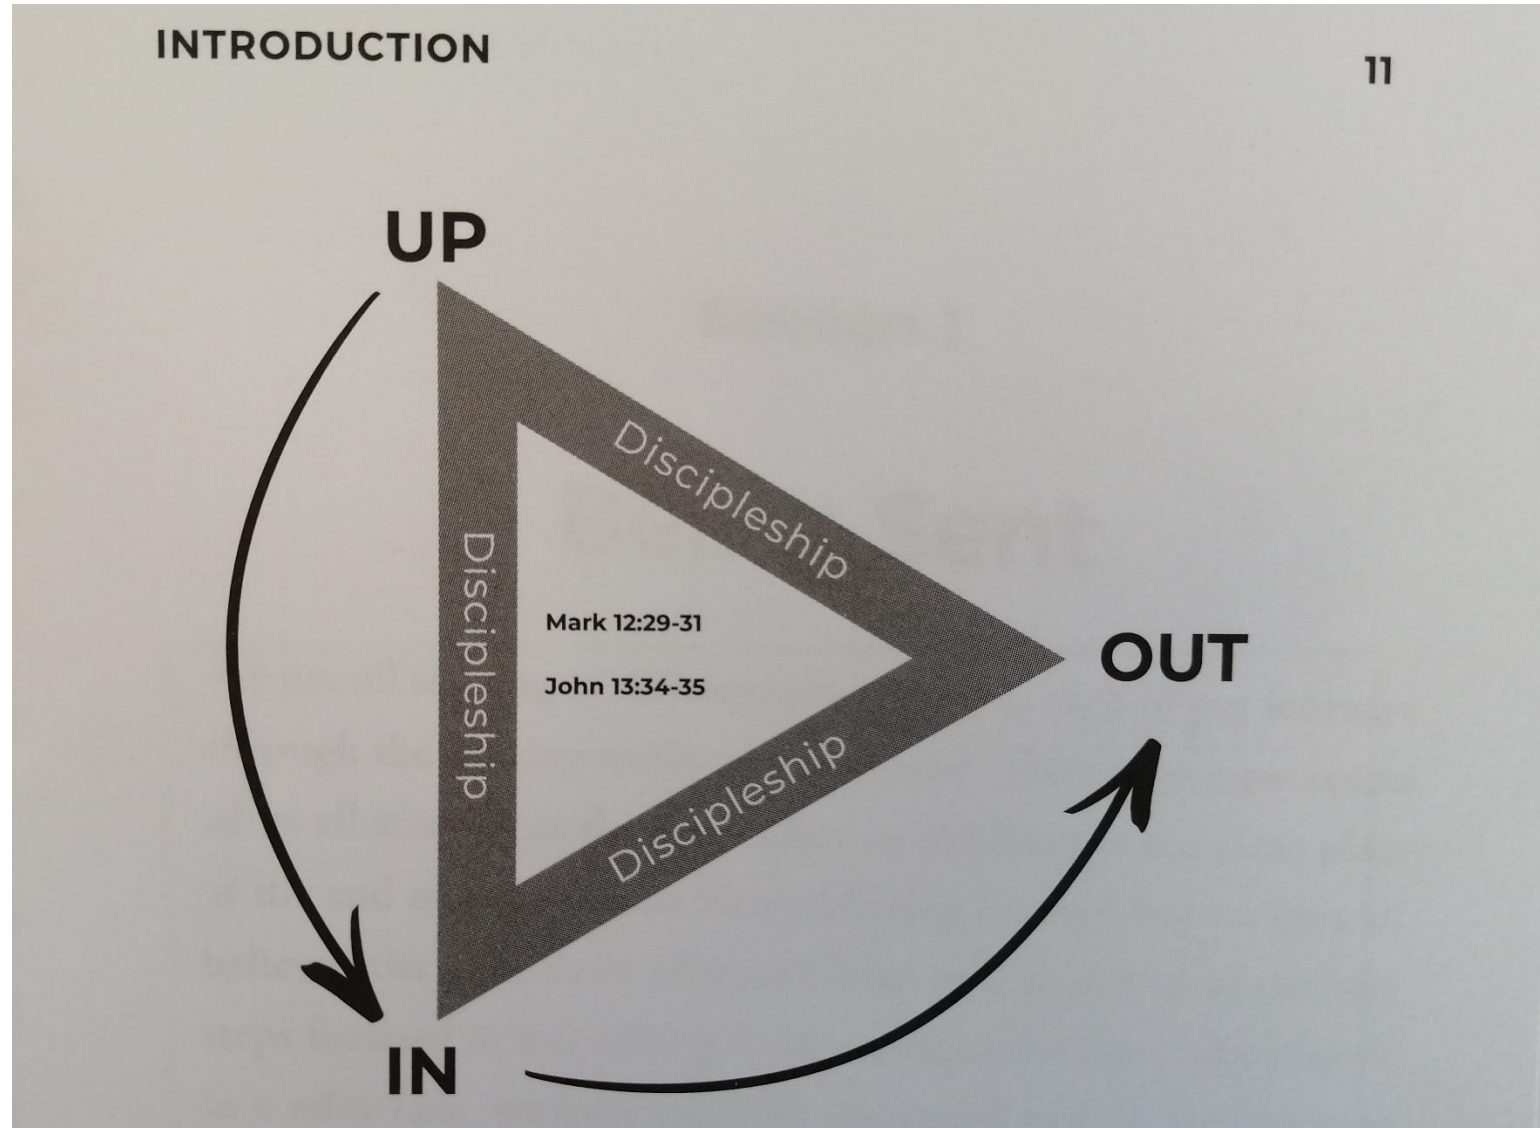 INTRODUCTION
11
UP
Discipleship
Discipleship
Mark 12:29-31
John 13:34-35
OUT
Discipleship
IN